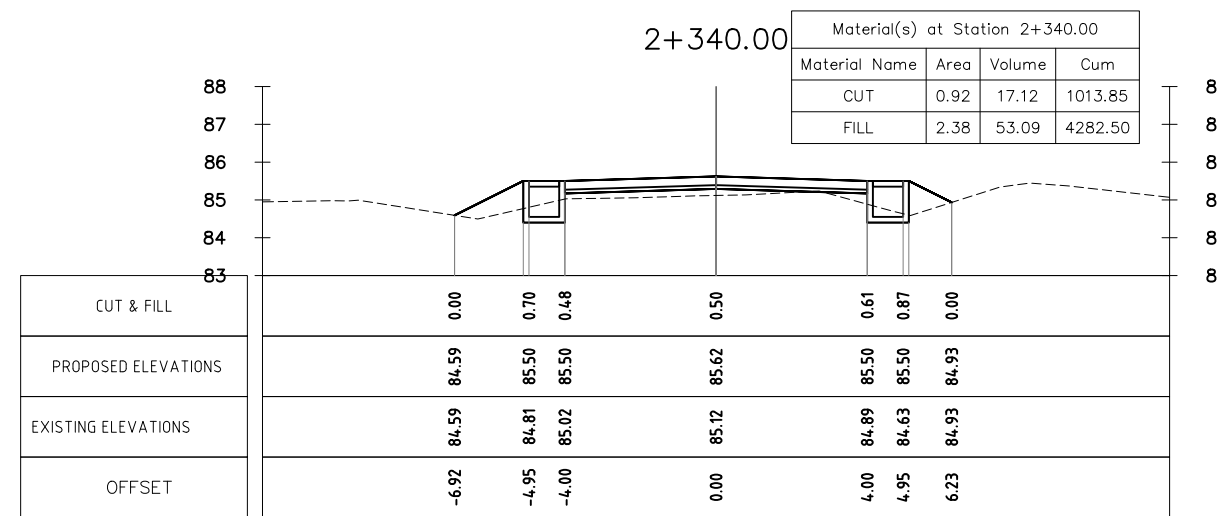 2+340.00
Material(s) at Station 2+340.00
Material Name Area Volume Cum
CUT 0.92 17.12 1013.85
FILL 2.38 53.09 4282.50
88 8
87 8
86 8
85 8
84 8
83 8
CUT & FILL 0.00 0.70 0.48 0.50 0.61 0.87 0.00
PROPOSED ELEVATIONS 84.59 85.50 85.50 85.62 85.50 85.50 84.93
EXISTING ELEVATIONS 84.59 84.81 85.02 85.12 84.89 84.63 84.93
OFFSET -6.92 -4.95 -4.00 0.00 4.00 4.95 6.23